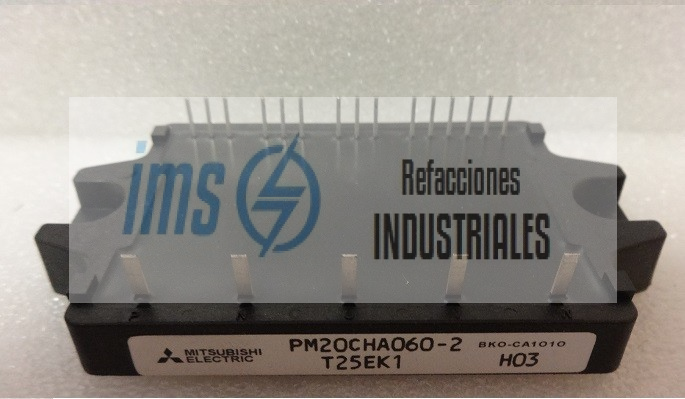 ims
Refacciones
INDUSTRIALES
MITSUBISHI
ELECTRIC
PM20CHA060-2
BKO-CA1010
T25EK1
H03